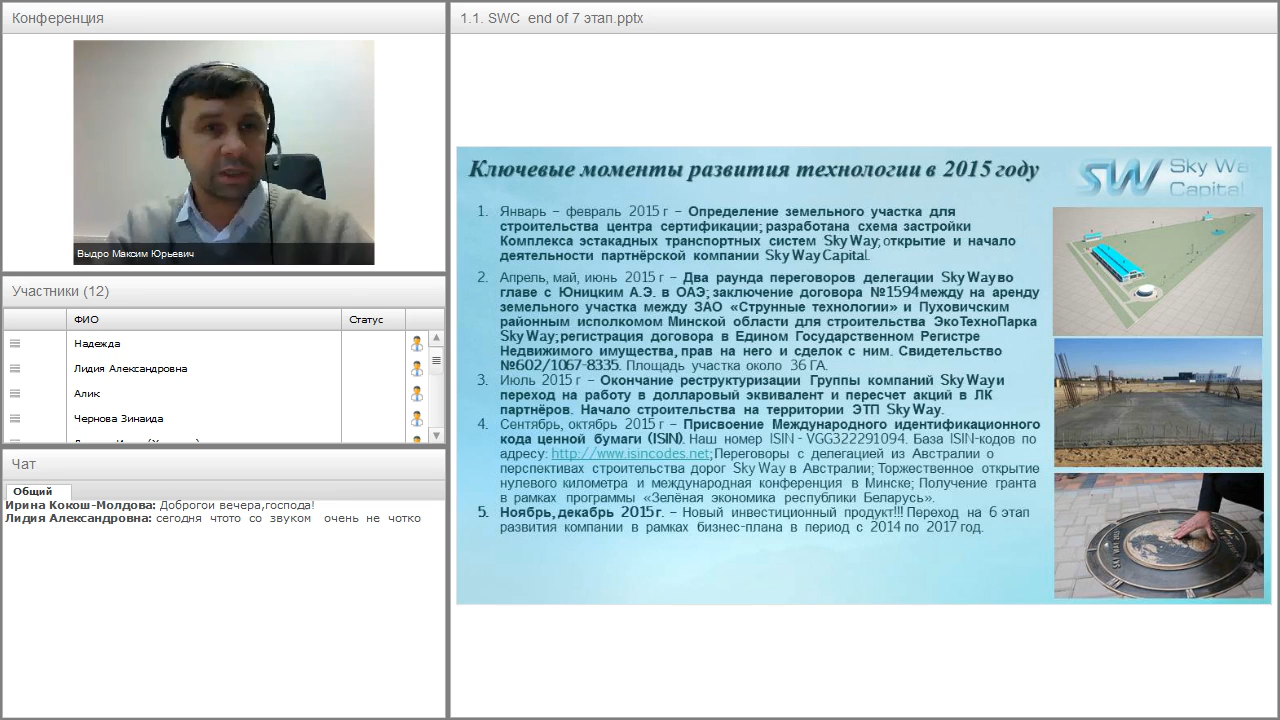 Конференция
Выдро Максим Юрьевич
Участники (12)
ФИО
Статус
Надежда
Лидия Александровна
Алик
Чернова Зинаида
Чат
Общий
Ирина Кокош-Молдова: Доброгои вечера,господа!
Лидия Александровна: сегодня чтото со звуком очень не чотко
1.1. SWC end of 7 этап.pptx
Ключевые моменты развития технологии в 2015 году
SW Sky Wa
Capital
1. Январь – февраль 2015 г – Определение земельного участка для
строительства центра сертификации; разработана схема застройки
Комплекса эстакадных транспортных систем Sky Way; открытие и начало
деятельности партнёрской компании Sky Way Capital.
2. Апрель, май, июнь 2015 г – Два раунда переговоров делегации Sky Way во
главе с Юницким А.Э. в ОАЭ; заключение договора №1594 между на аренду
земельного участка между ЗАО «Струнные технологии» и Пуховичским
районным исполкомом Минской области для строительства ЭкоТехноПарка
Sky Way; регистрация договора в Едином Государственном Регистре
Недвижимого имущества, прав на него и сделок с ним. Свидетельство
№602/1067-8335. Площадь участка около 36 ГА.
3. Июль 2015 г – Окончание реструктуризации Группы компаний Sky Way и
переход на работу в долларовый эквивалент и пересчет акций в ЛК
партнёров. Начало строительства на территории ЭТП Sky Way.
4. Сентябрь, октябрь 2015 г – Присвоение Международного идентификационного
кода ценной бумаги (ISIN). Наш номер ISIN - VGG322291094. База ISIN-кодов по
адресу: http://www.isincodes.net; Переговоры с делегацией из Австралии о
перспективах строительства дорог Sky Way в Австралии; Торжественное открытие
нулевого километра и международная конференция в Минске; Получение гранта
в рамках программы «Зелёная экономика республики Беларусь».
5. Ноябрь, декабрь 2015 г. – Новый инвестиционный продукт!!! Переход на 6 этап
развития компании в рамках бизнес-плана в период с 2014 по 2017 год.